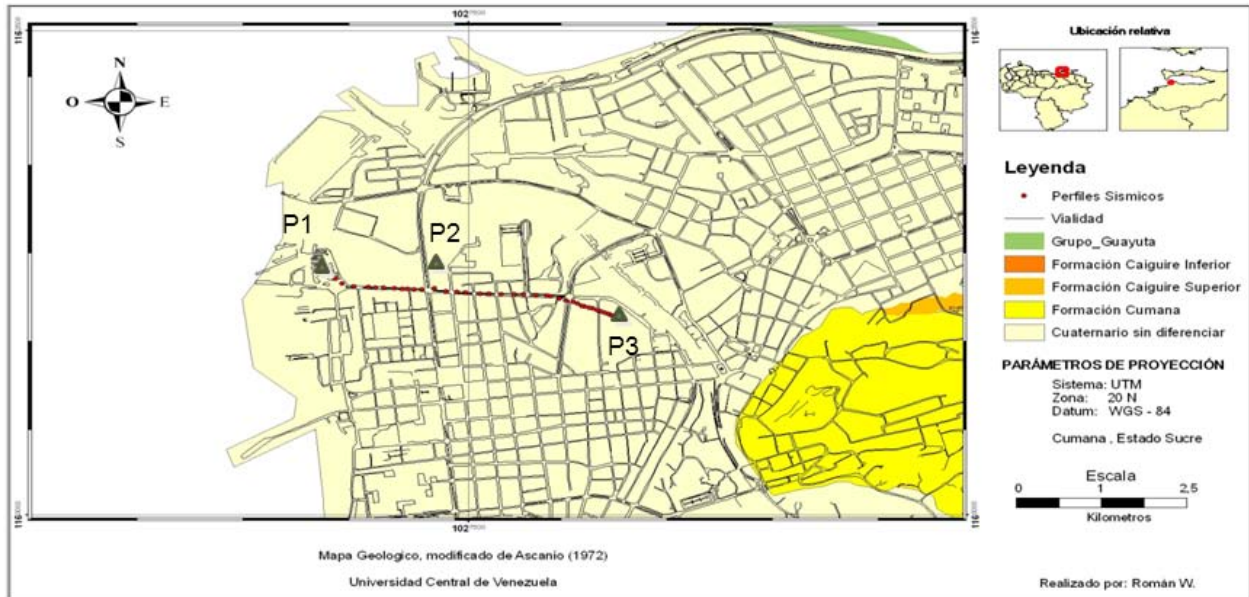 102⁷⁵⁰⁰
Ubicación relativa
N
O
E
S
Leyenda
Perfiles Sismicos
Vialidad
Grupo_Guayuta
Formación Caiguire Inferior
Formación Caiguire Superior
Formación Cumana
Cuaternario sin diferenciar
P1
P2
P3
PARÁMETROS DE PROYECCIÓN
Sistema: UTM
Zona: 20 N
Datum: WGS - 84
Cumana , Estado Sucre
Escala
0 1 2,5
Kilometros
102⁷⁵⁰⁰
Mapa Geologico, modificado de Ascanio (1972)
Universidad Central de Venezuela
Realizado por: Román W.